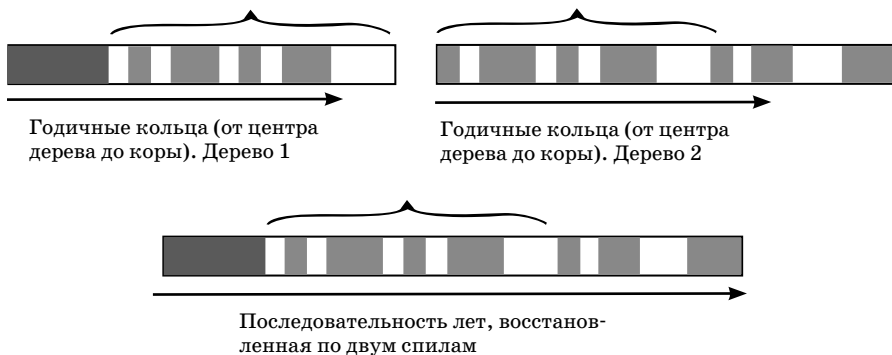 Годичные кольца (от центра
дерева до коры). Дерево 1
Годичные кольца (от центра
дерева до коры). Дерево 2
Последовательность лет, восстанов-
ленная по двум спилам